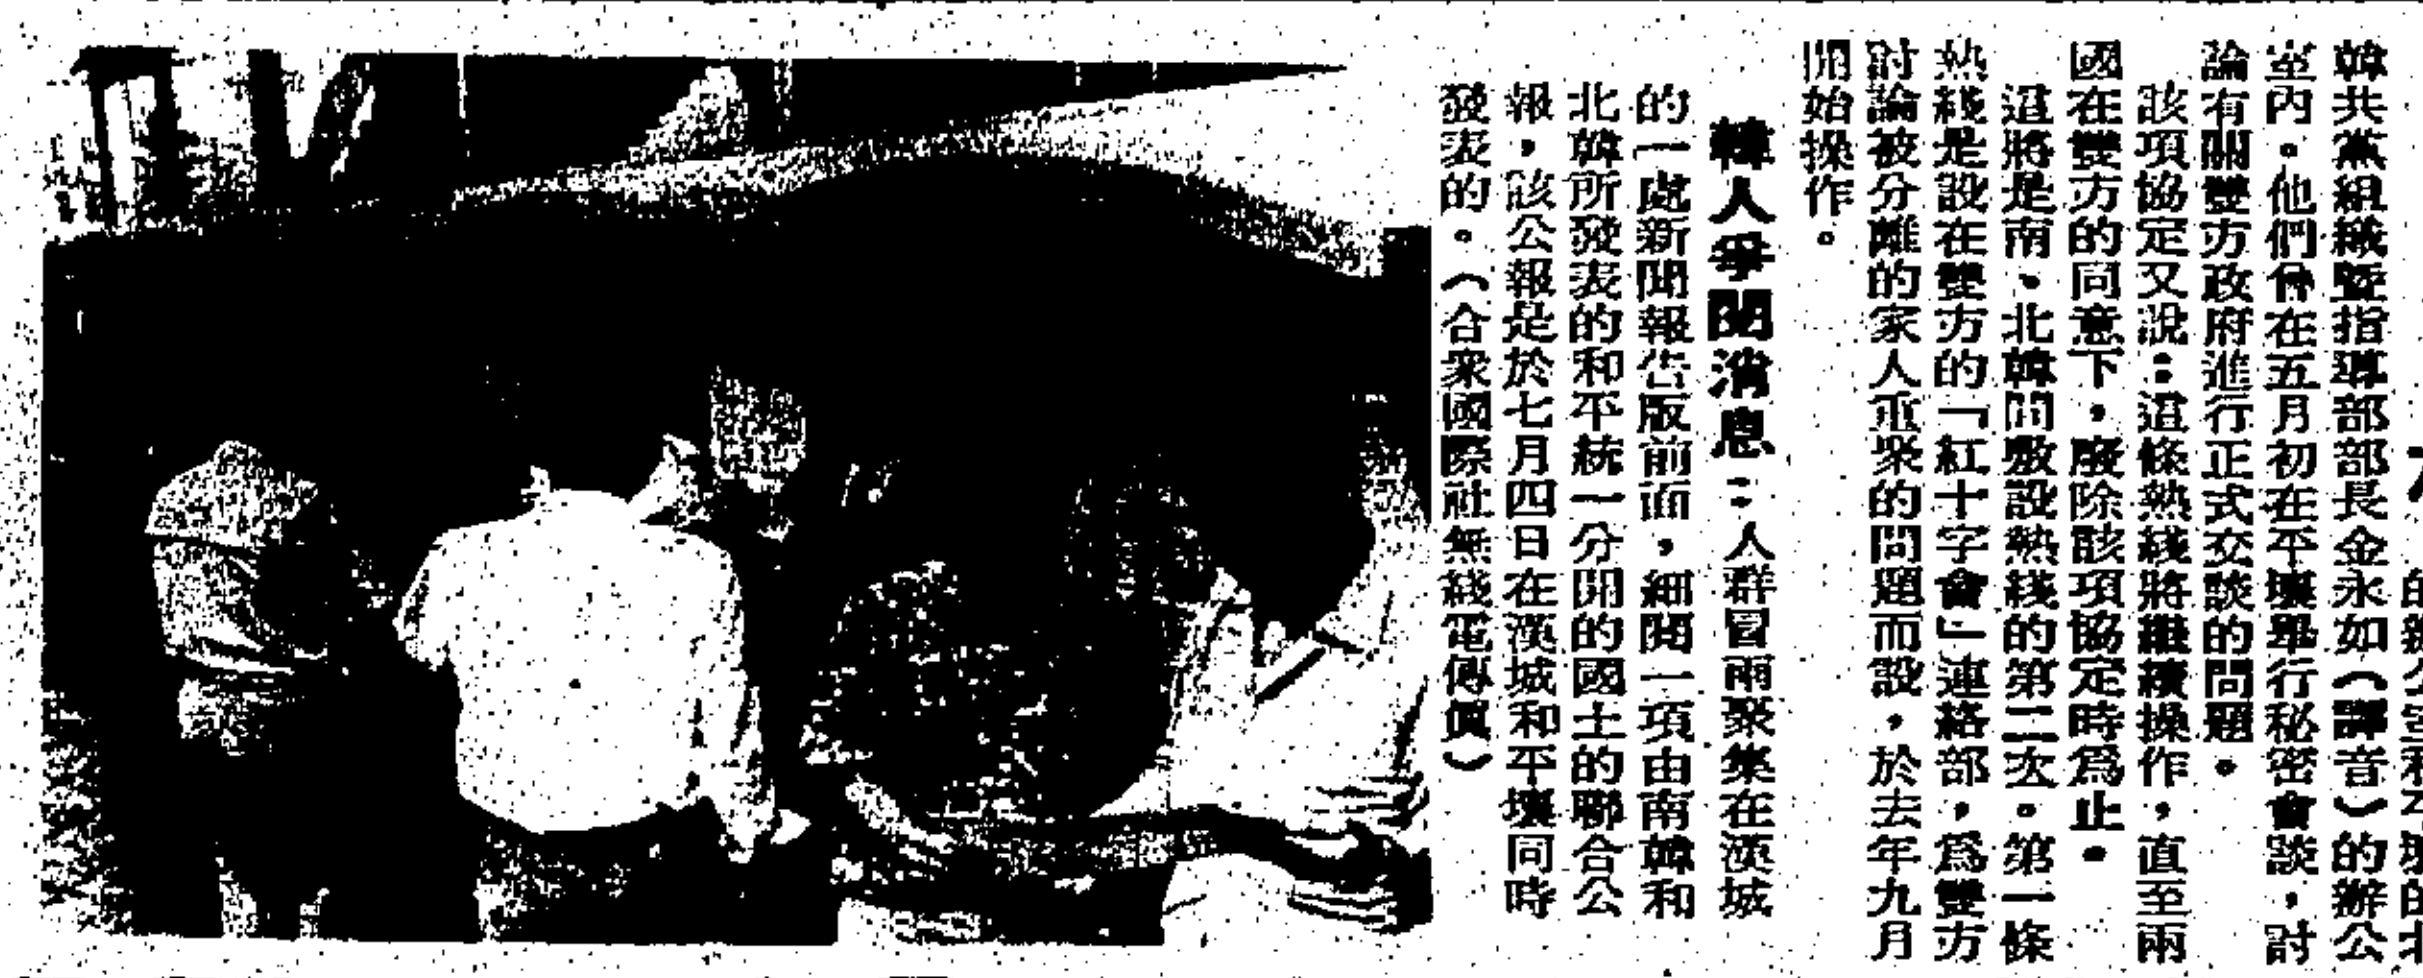 韓共黨組織暨指導部部長金永如（譯音）的辦公
室內。他們曾在五月初在平壤舉行秘密會談，討
論有關雙方政府進行正式交談的問題。
該項協定又說：這條熱綫將繼續操作，直至兩
國在雙方的同意下，廢除該項協定時爲止。
這將是南、北韓間敷設熱綫的第二次。第一條
熱綫是設在雙方的「紅十字會」連絡部，爲雙方
討論被分離的家人重聚的問題而設，於去年九月
開始操作。
韓人爭閱消息：人群冒雨聚集在漢城
的一處新聞報告版前面，細閱一項由南韓和
北韓所發表的和平統一分開的國土的聯合公
報，該公報是於七月四日在漢城和平壤同時
發表的。（合衆國際社無綫電傳眞）